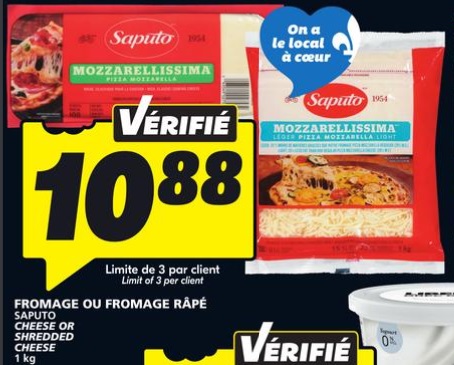 Saputo 1954
MOZZARELLISSIMA
PIZZA MOZZARELLA
On a
le local
à cœur
Saputo 1954
MOZZARELLISSIMA
LÉGER PIZZA MOZZARELLA LIGHT
VÉRIFIÉ
10 88
Limite de 3 par client
Limit of 3 per client
FROMAGE OU FROMAGE RÂPÉ
SAPUTO
CHEESE OR
SHREDDED
CHEESE
1 kg
VÉRIFIÉ
0%